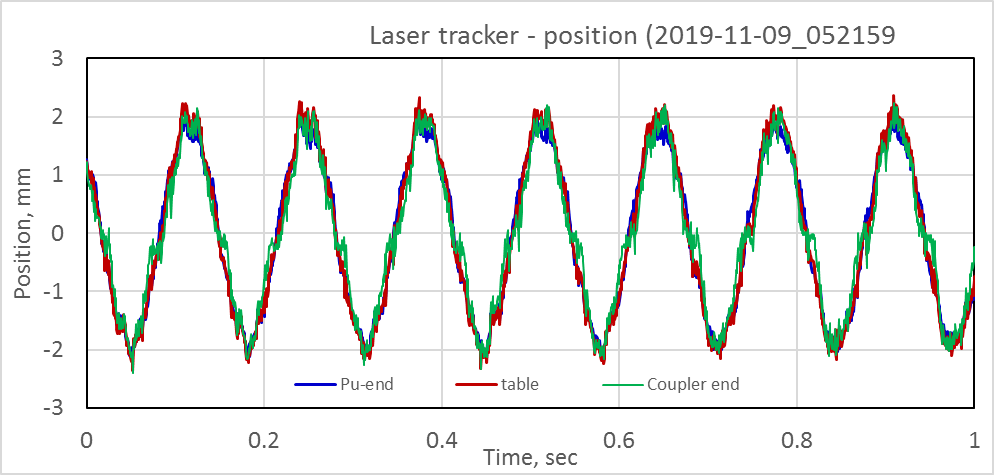 Laser tracker - position (2019-11-09_052159
3
2
1
0
-1
-2
-3
Position, mm
Pu-end table Coupler end
0 0.2 0.4 0.6 0.8 1
Time, sec